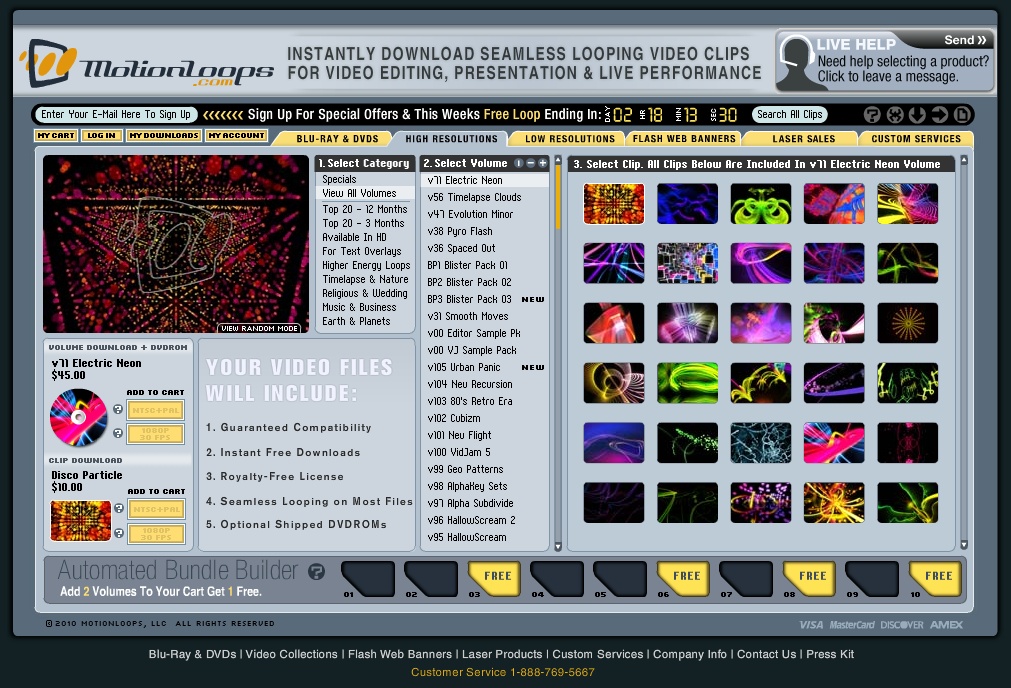 MotionLoops
.com
INSTANTLY DOWNLOAD SEAMLESS LOOPING VIDEO CLIPS
FOR VIDEO EDITING, PRESENTATION & LIVE PERFORMANCE
LIVE HELP
Send »
Need help selecting a product?
Click to leave a message.
Enter Your E-Mail Here To Sign Up
««««« Sign Up For Special Offers & This Weeks Free Loop Ending In: DAY 02 HR 18 MIN 13 SEC 30
Search All Clips
MY CART
LOG IN
MY DOWNLOADS
MY ACCOUNT
BLU-RAY & DVDS
HIGH RESOLUTIONS
LOW RESOLUTIONS
FLASH WEB BANNERS
LASER SALES
CUSTOM SERVICES
VIEW RANDOM MODE
1. Select Category
Specials
View All Volumes
Top 20 - 12 Months
Top 20 - 3 Months
Available In HD
For Text Overlays
Higher Energy Loops
Timelapse & Nature
Religious & Wedding
Music & Business
Earth & Planets
2. Select Volume
v71 Electric Neon
v56 Timelapse Clouds
v47 Evolution Minor
v38 Pyro Flash
v36 Spaced Out
BP1 Blister Pack 01
BP2 Blister Pack 02
BP3 Blister Pack 03 NEW
v31 Smooth Moves
v00 Editor Sample Pk
v00 VJ Sample Pack
v105 Urban Panic NEW
v104 Neu Recursion
v103 80's Retro Era
v102 Cubizm
v101 Neu Flight
v100 VidJam 5
v99 Geo Patterns
v98 AlphaKey Sets
v97 Alpha Subdivide
v96 HallowScream 2
v95 HallowScream
3. Select Clip. All Clips Below Are Included In v71 Electric Neon Volume
VOLUME DOWNLOAD + DVDROM
v71 Electric Neon
$45.00
ADD TO CART
NTSC+PAL
1080P
30 FPS
CLIP DOWNLOAD
Disco Particle
$10.00
ADD TO CART
NTSC+PAL
1080P
30 FPS
YOUR VIDEO FILES
WILL INCLUDE:
1. Guaranteed Compatibility
2. Instant Free Downloads
3. Royalty-Free License
4. Seamless Looping on Most Files
5. Optional Shipped DVDROMs
Automated Bundle Builder ?
Add 2 Volumes To Your Cart Get 1 Free.
01
02
03 FREE
04
05
06 FREE
07
08 FREE
09
10 FREE
© 2010 MOTIONLOOPS, LLC ALL RIGHTS RESERVED
VISA MasterCard DISCOVER AMEX
Blu-Ray & DVDs | Video Collections | Flash Web Banners | Laser Products | Custom Services | Company Info | Contact Us | Press Kit
Customer Service 1-888-769-5667